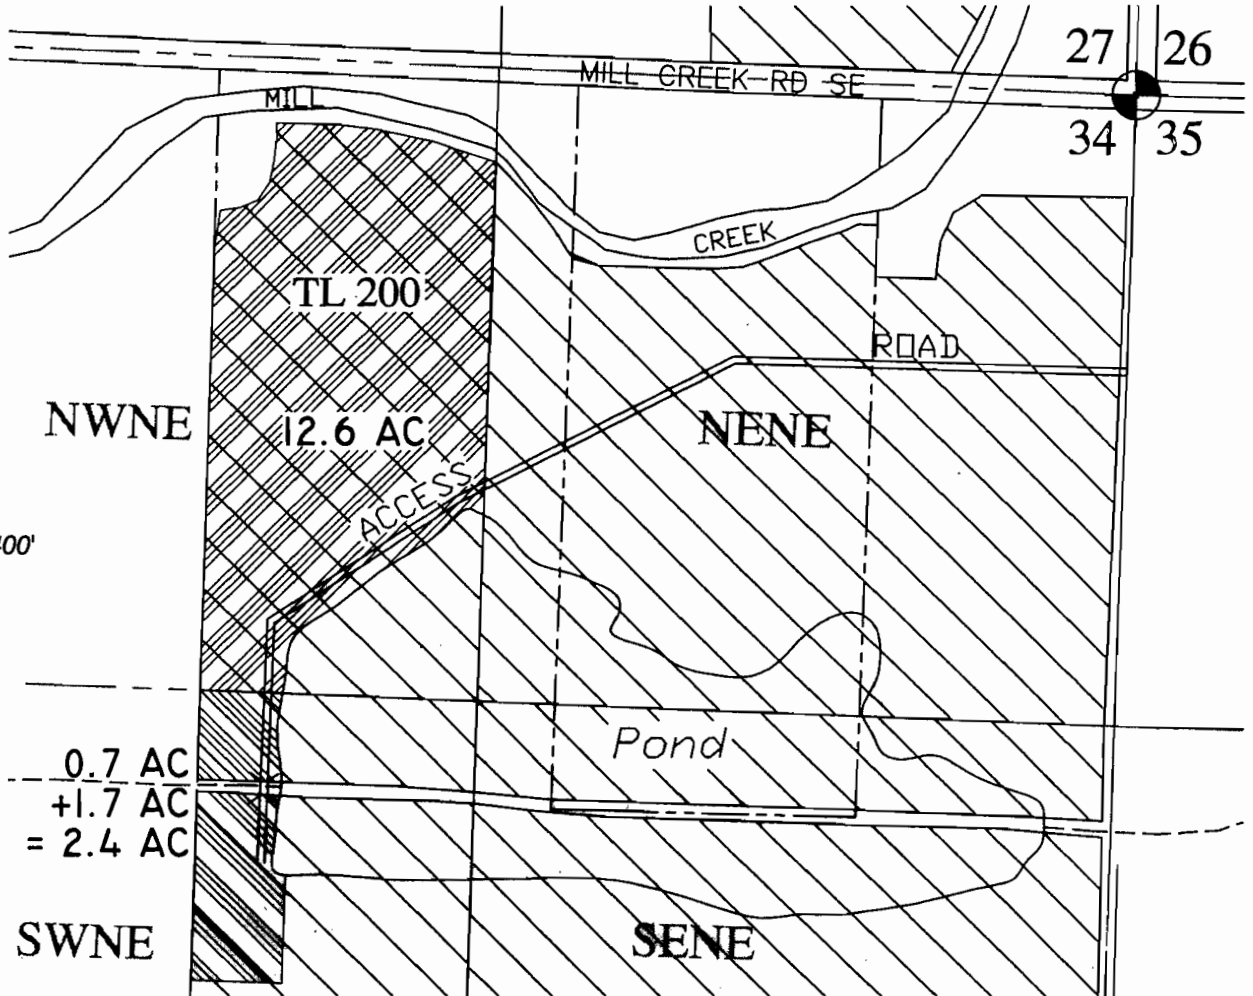 27 26
MILL CREEK RD SE
MILL
34 35
CREEK
TL 200
ROAD
NWNE
12.6 AC
NENE
ACCESS
400'
Pond
0.7 AC
+1.7 AC
= 2.4 AC
SWNE
SENE